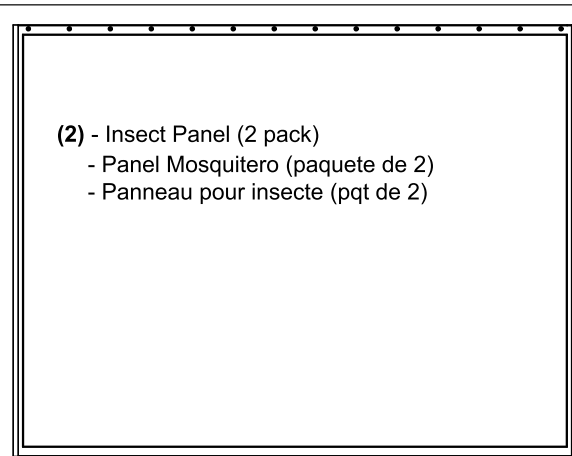 (2) - Insect Panel (2 pack)
- Panel Mosquitero (paquete de 2)
- Panneau pour insecte (pqt de 2)